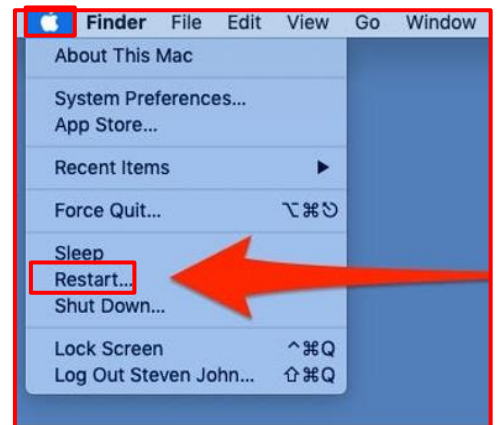 Finder File Edit View Go Window
About This Mac
System Preferences...
App Store...
Recent Items ▶
Force Quit... ⌥⌘⎋
Sleep
Restart...
Shut Down...
Lock Screen ^⌘Q
Log Out Steven John... ⇧⌘Q